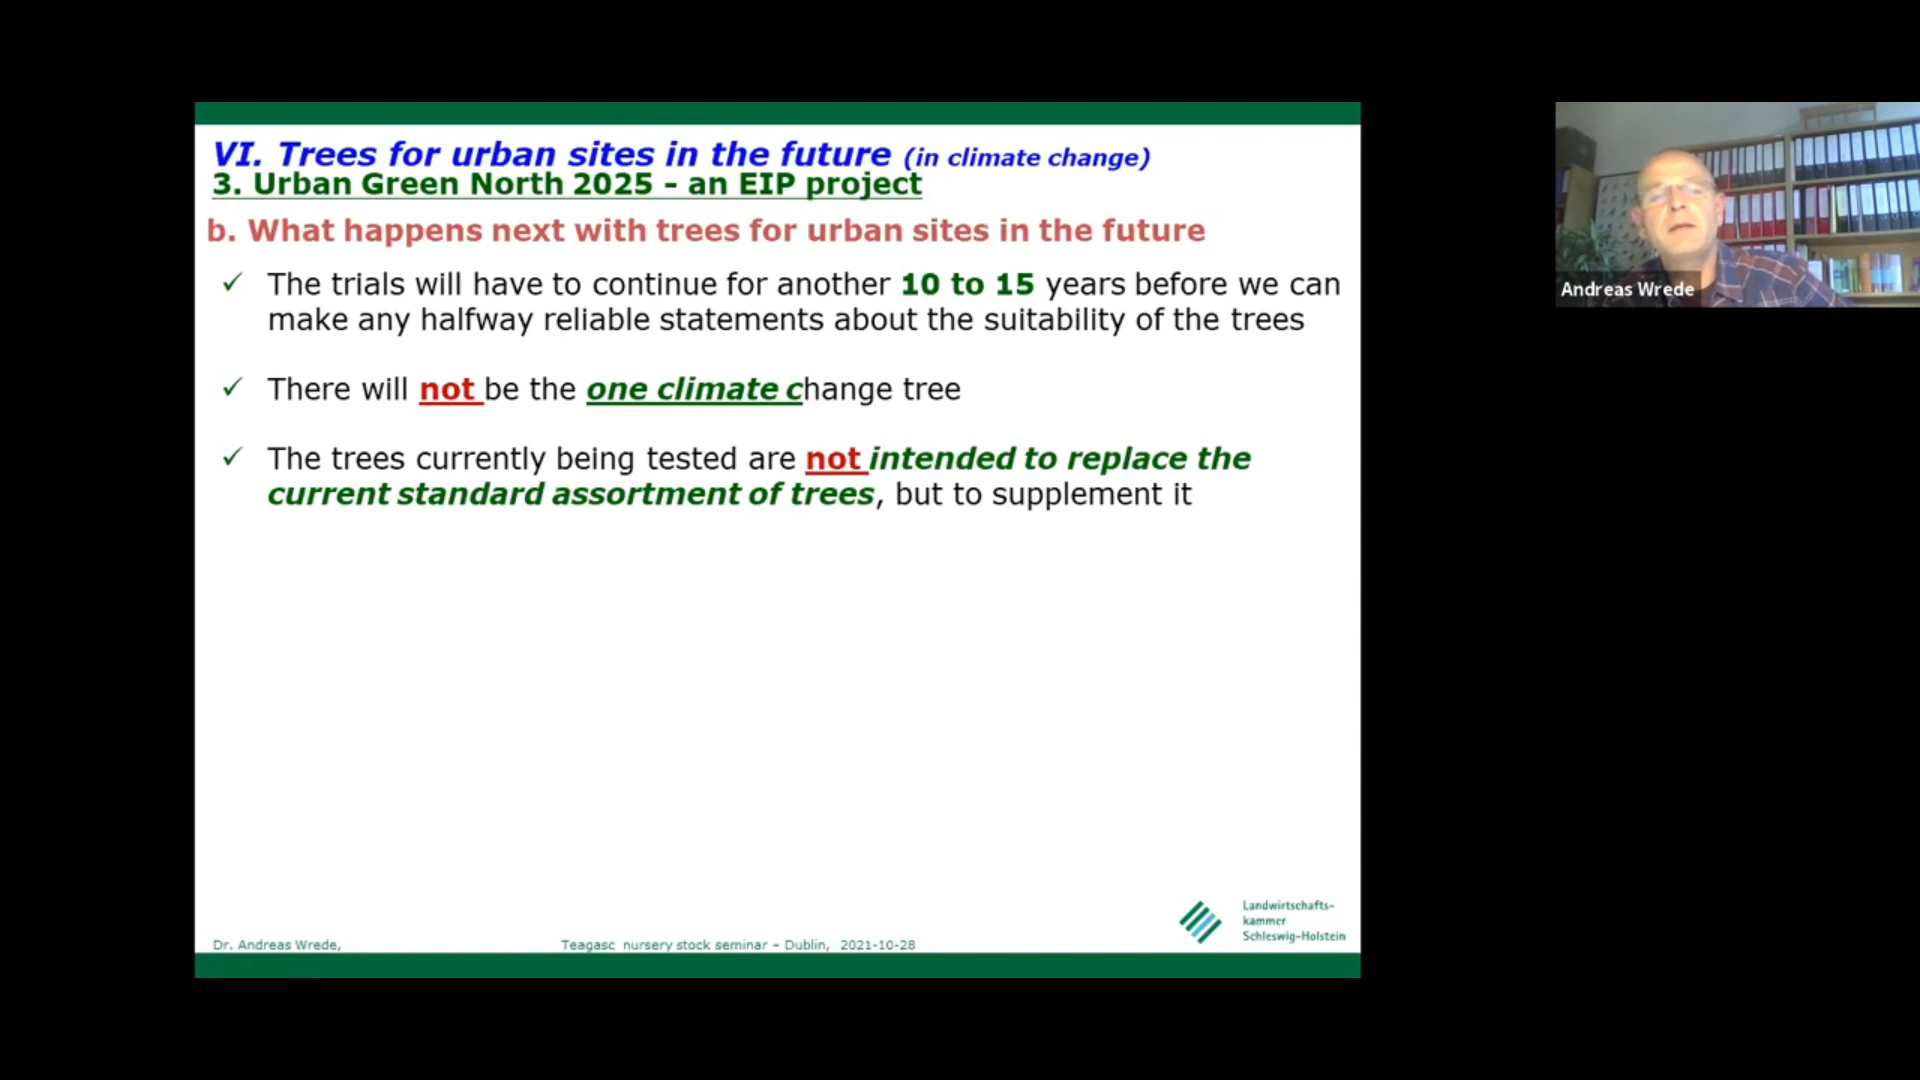 VI. Trees for urban sites in the future (in climate change)
3. Urban Green North 2025 - an EIP project
b. What happens next with trees for urban sites in the future
✓ The trials will have to continue for another 10 to 15 years before we can
make any halfway reliable statements about the suitability of the trees
✓ There will not be the one climate change tree
✓ The trees currently being tested are not intended to replace the
current standard assortment of trees, but to supplement it
Andreas Wrede
Landwirtschafts-
kammer
Schleswig-Holstein
Dr. Andreas Wrede, Teagasc nursery stock seminar – Dublin, 2021-10-28